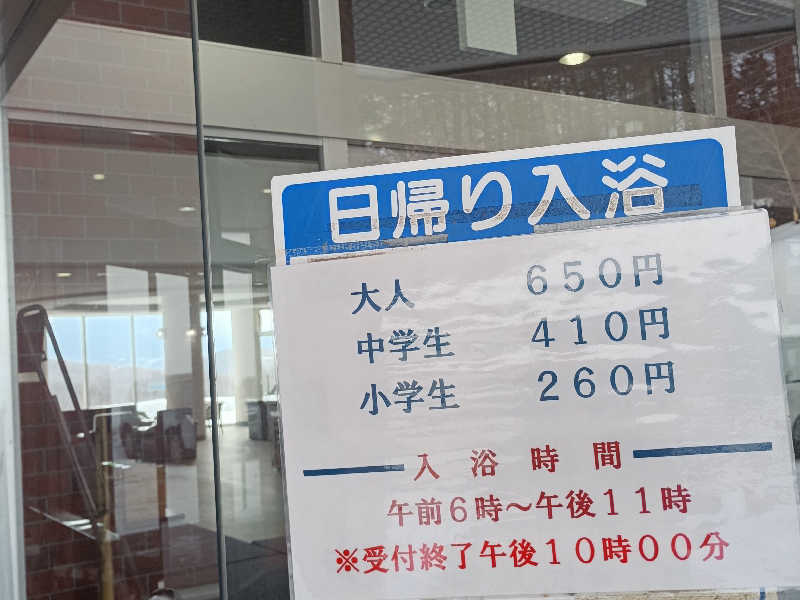 日帰り入浴
大人 650円
中学生 410円
小学生 260円
入浴時間
午前6時〜午後11時
※受付終了午後10時00分